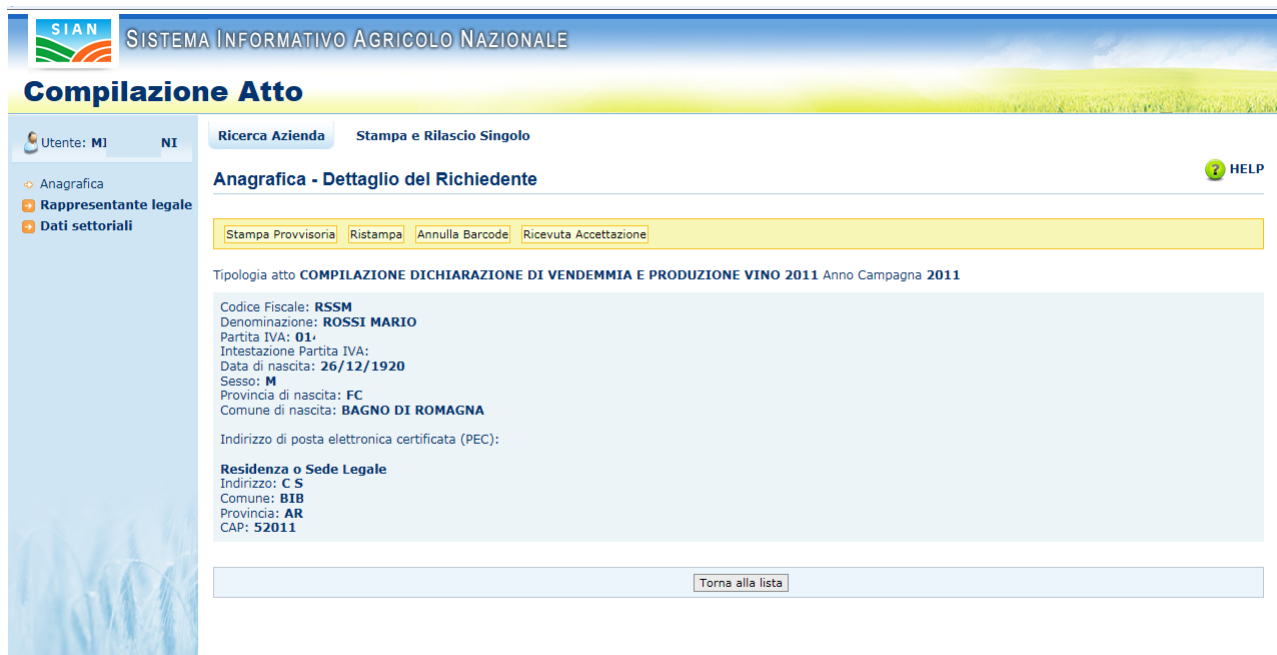 SIAN
SISTEMA INFORMATIVO AGRICOLO NAZIONALE
Compilazione Atto
Utente: MI NI
Ricerca Azienda Stampa e Rilascio Singolo
HELP
Anagrafica
Rappresentante legale
Dati settoriali
Anagrafica - Dettaglio del Richiedente
Stampa Provvisoria Ristampa Annulla Barcode Ricevuta Accettazione
Tipologia atto COMPILAZIONE DICHIARAZIONE DI VENDEMMIA E PRODUZIONE VINO 2011 Anno Campagna 2011
Codice Fiscale: RSSM
Denominazione: ROSSI MARIO
Partita IVA: 01
Intestazione Partita IVA:
Data di nascita: 26/12/1920
Sesso: M
Provincia di nascita: FC
Comune di nascita: BAGNO DI ROMAGNA
Indirizzo di posta elettronica certificata (PEC):
Residenza o Sede Legale
Indirizzo: C S
Comune: BIB
Provincia: AR
CAP: 52011
Torna alla lista